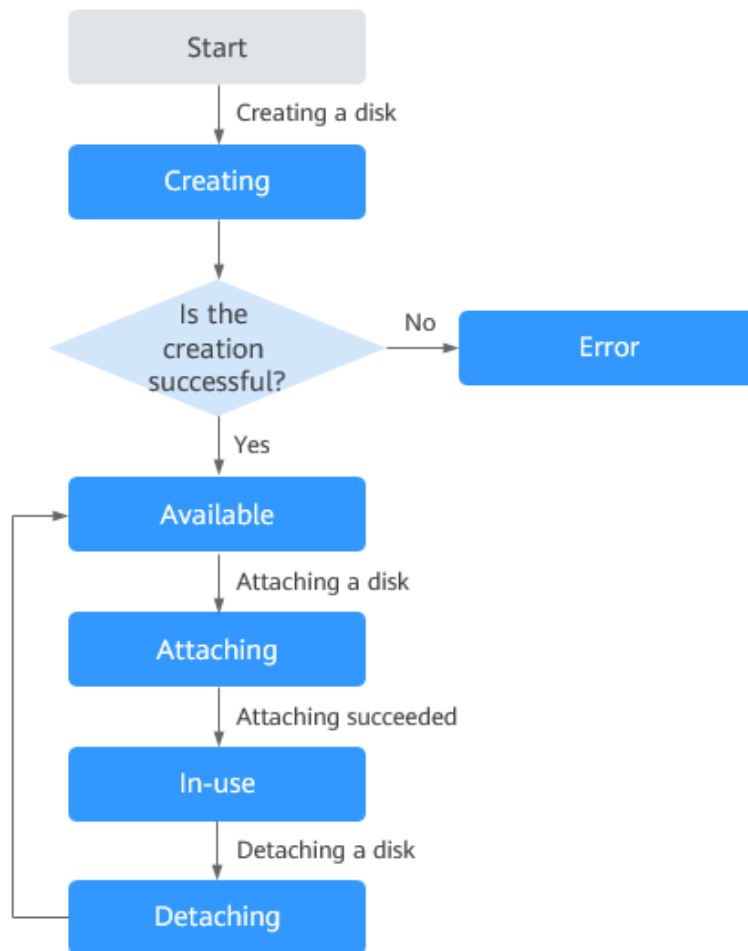 Start
Creating a disk
Creating
Is the
creation
successful?
No
Error
Yes
Available
Attaching a disk
Attaching
Attaching succeeded
In-use
Detaching a disk
Detaching